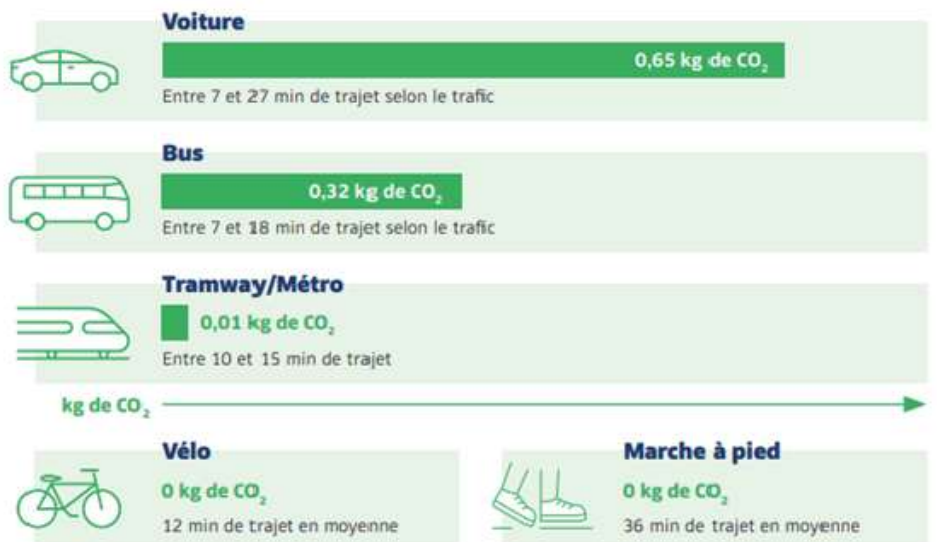 Voiture
0,65 kg de CO₂
Entre 7 et 27 min de trajet selon le trafic
Bus
0,32 kg de CO₂
Entre 7 et 18 min de trajet selon le trafic
Tramway/Métro
0,01 kg de CO₂
Entre 10 et 15 min de trajet
kg de CO₂
Vélo
0 kg de CO₂
12 min de trajet en moyenne
Marche à pied
0 kg de CO₂
36 min de trajet en moyenne